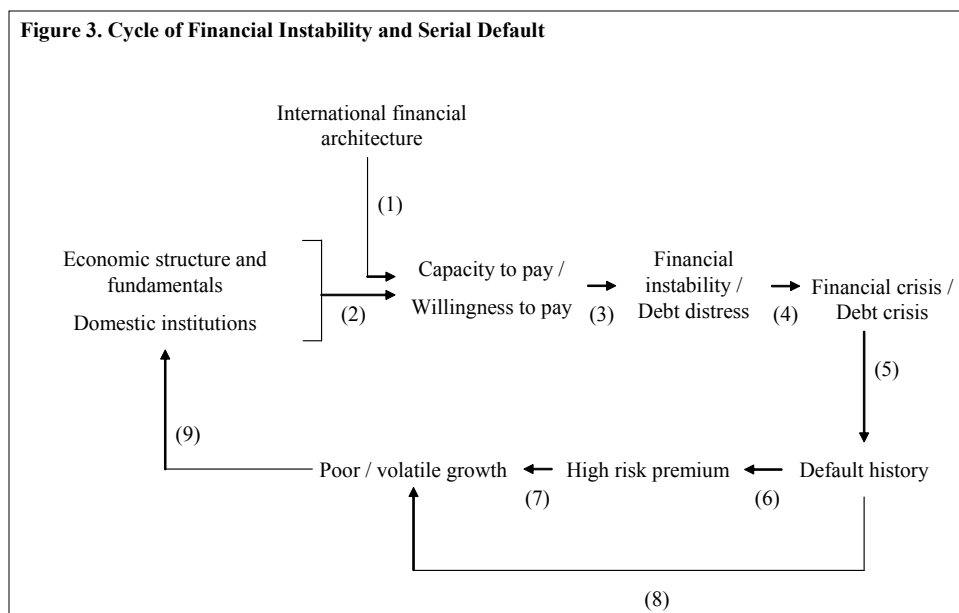 Figure 3. Cycle of Financial Instability and Serial Default
International financial
architecture
(1)
Economic structure and
fundamentals
Domestic institutions
(2)
Capacity to pay /
Willingness to pay
(3)
Financial
instability /
Debt distress
(4)
Financial crisis /
Debt crisis
(5)
(9)
Poor / volatile growth
(7)
High risk premium
(6)
Default history
(8)